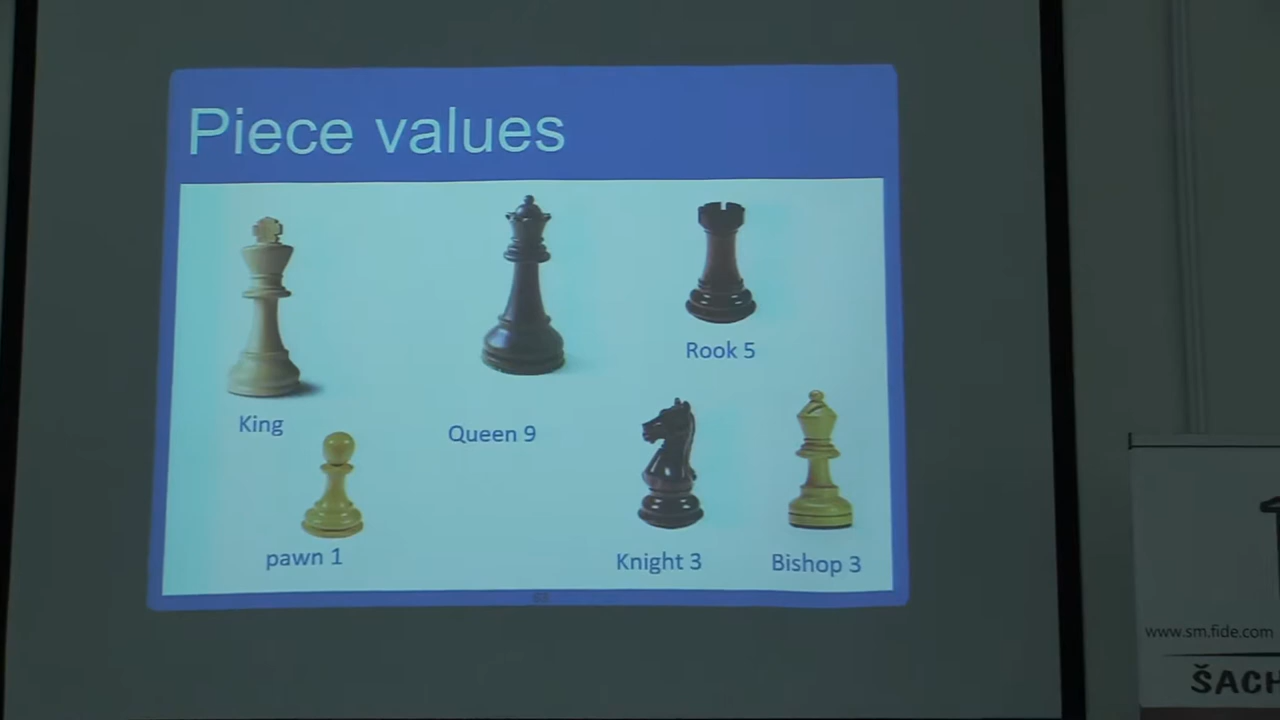 Piece values
Rook 5
King
Queen 9
pawn 1
Knight 3
Bishop 3
www.sm.fide.com
ŠACH